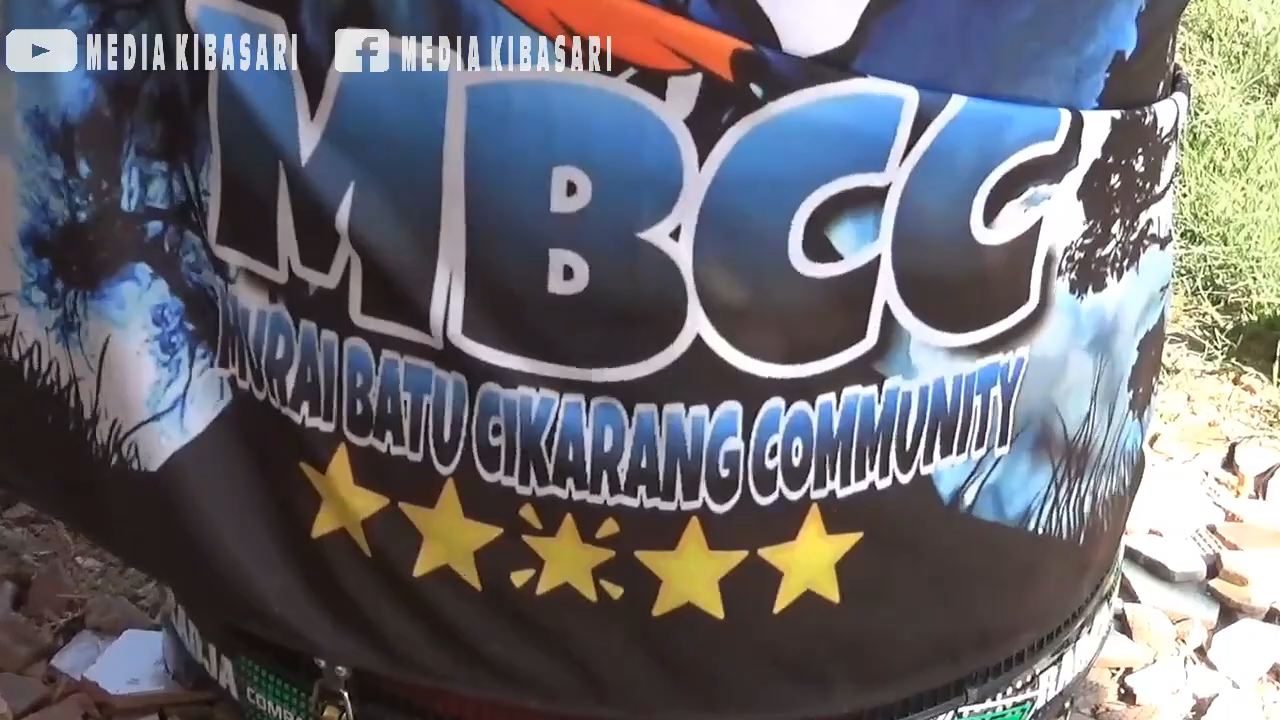 MEDIA KIBASARI MEDIA KIBASARI
MBCC
MURAI BATU CIKARANG COMMUNITY